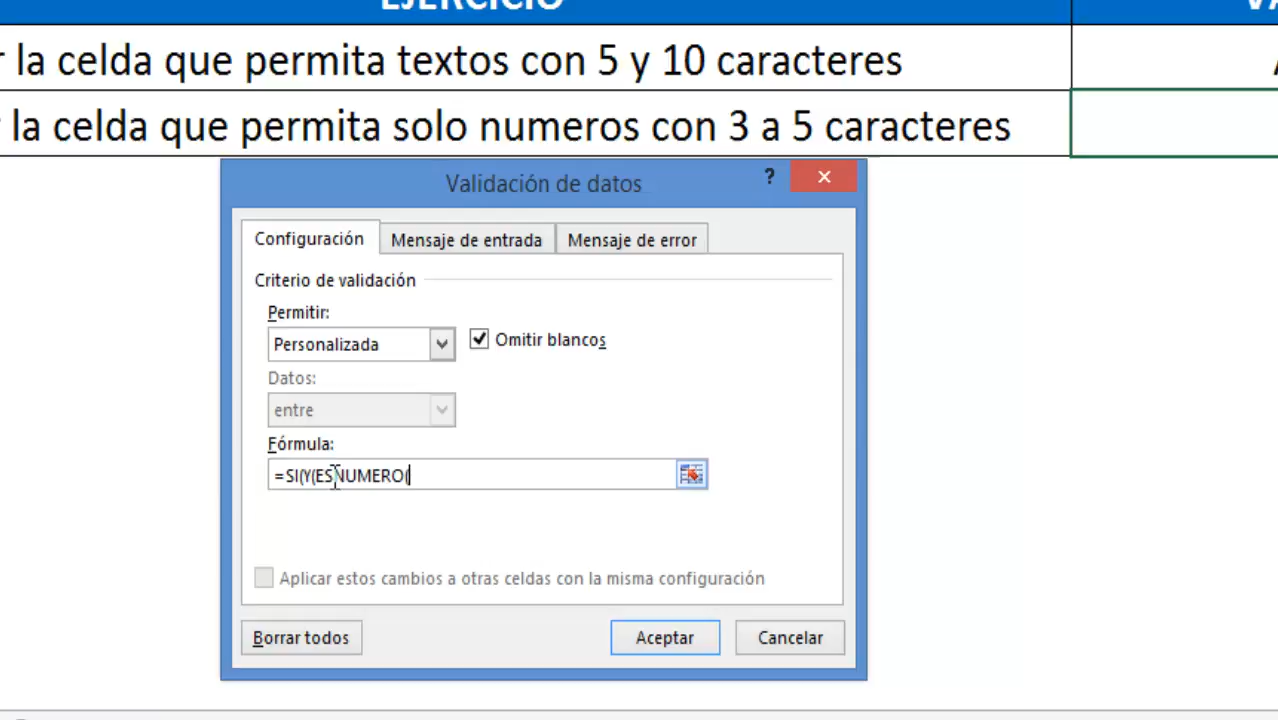 EJERCICIO
la celda que permita textos con 5 y 10 caracteres
la celda que permita solo numeros con 3 a 5 caracteres
Validación de datos
?
Configuración Mensaje de entrada Mensaje de error
Criterio de validación
Permitir:
Personalizada Omitir blancos
Datos:
entre
Fórmula:
=SI(Y(ESNUMERO(
Aplicar estos cambios a otras celdas con la misma configuración
Borrar todos Aceptar Cancelar